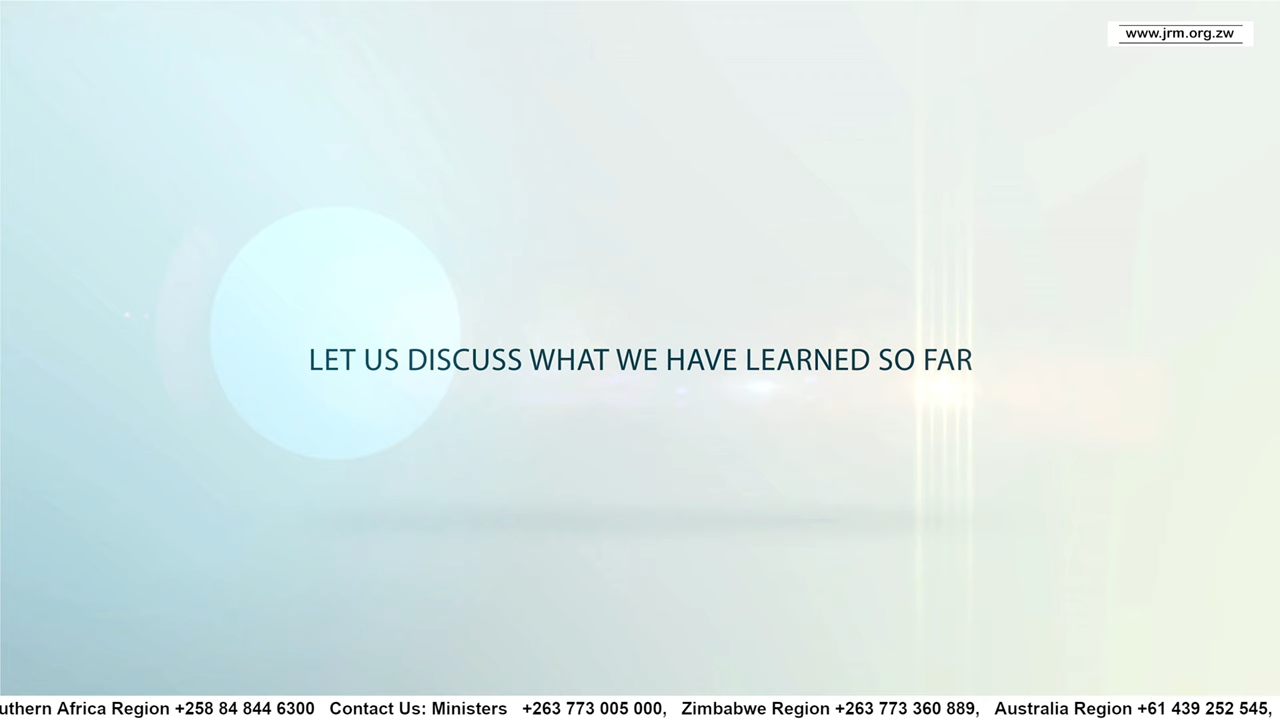 www.jrm.org.zw
LET US DISCUSS WHAT WE HAVE LEARNED SO FAR
uthern Africa Region +258 84 844 6300 Contact Us: Ministers +263 773 005 000, Zimbabwe Region +263 773 360 889, Australia Region +61 439 252 545,